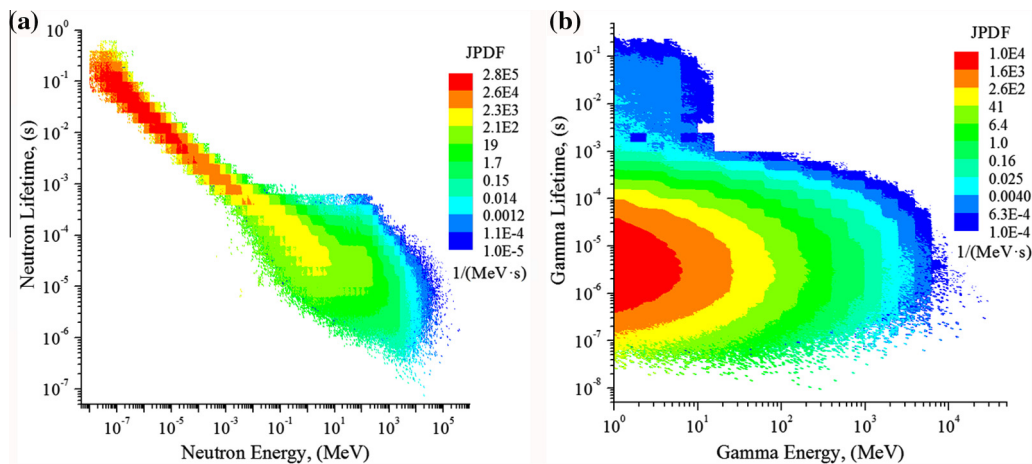 (a)
JPDF
2.8E5
2.6E4
2.3E3
2.1E2
19
1.7
0.15
0.014
0.0012
1.1E-4
1.0E-5
1/(MeV·s)
Neutron Lifetime, (s)
10⁰
10⁻¹
10⁻²
10⁻³
10⁻⁴
10⁻⁵
10⁻⁶
10⁻⁷
10⁻⁷
10⁻⁵
10⁻³
10⁻¹
10¹
10³
10⁵
Neutron Energy, (MeV)
(b)
JPDF
1.0E4
1.6E3
2.6E2
41
6.4
1.0
0.16
0.025
0.0040
6.3E-4
1.0E-4
1/(MeV·s)
Gamma Lifetime, (s)
10⁻¹
10⁻²
10⁻³
10⁻⁴
10⁻⁵
10⁻⁶
10⁻⁷
10⁻⁸
10⁰
10¹
10²
10³
10⁴
Gamma Energy, (MeV)